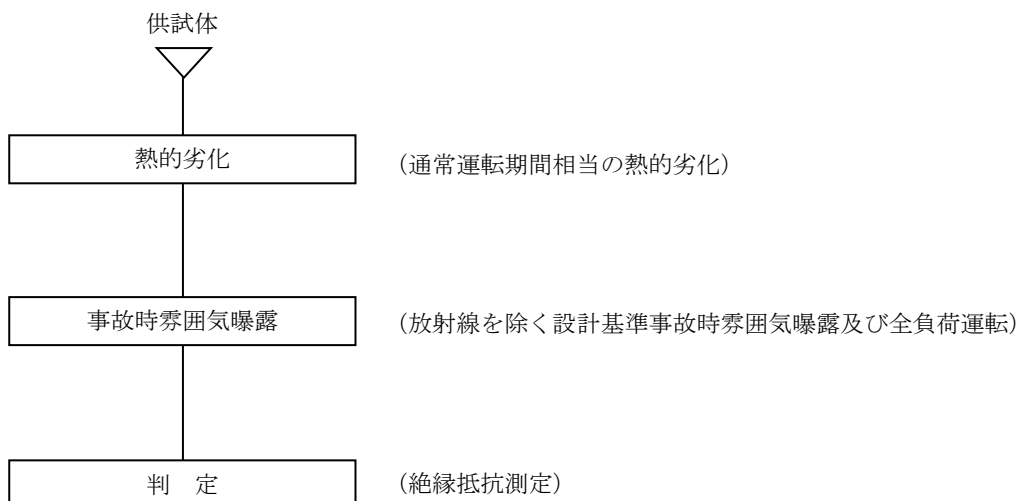 供試体
熱的劣化
（通常運転期間相当の熱的劣化）
事故時雰囲気曝露
（放射線を除く設計基準事故時雰囲気曝露及び全負荷運転）
判　定
（絶縁抵抗測定）